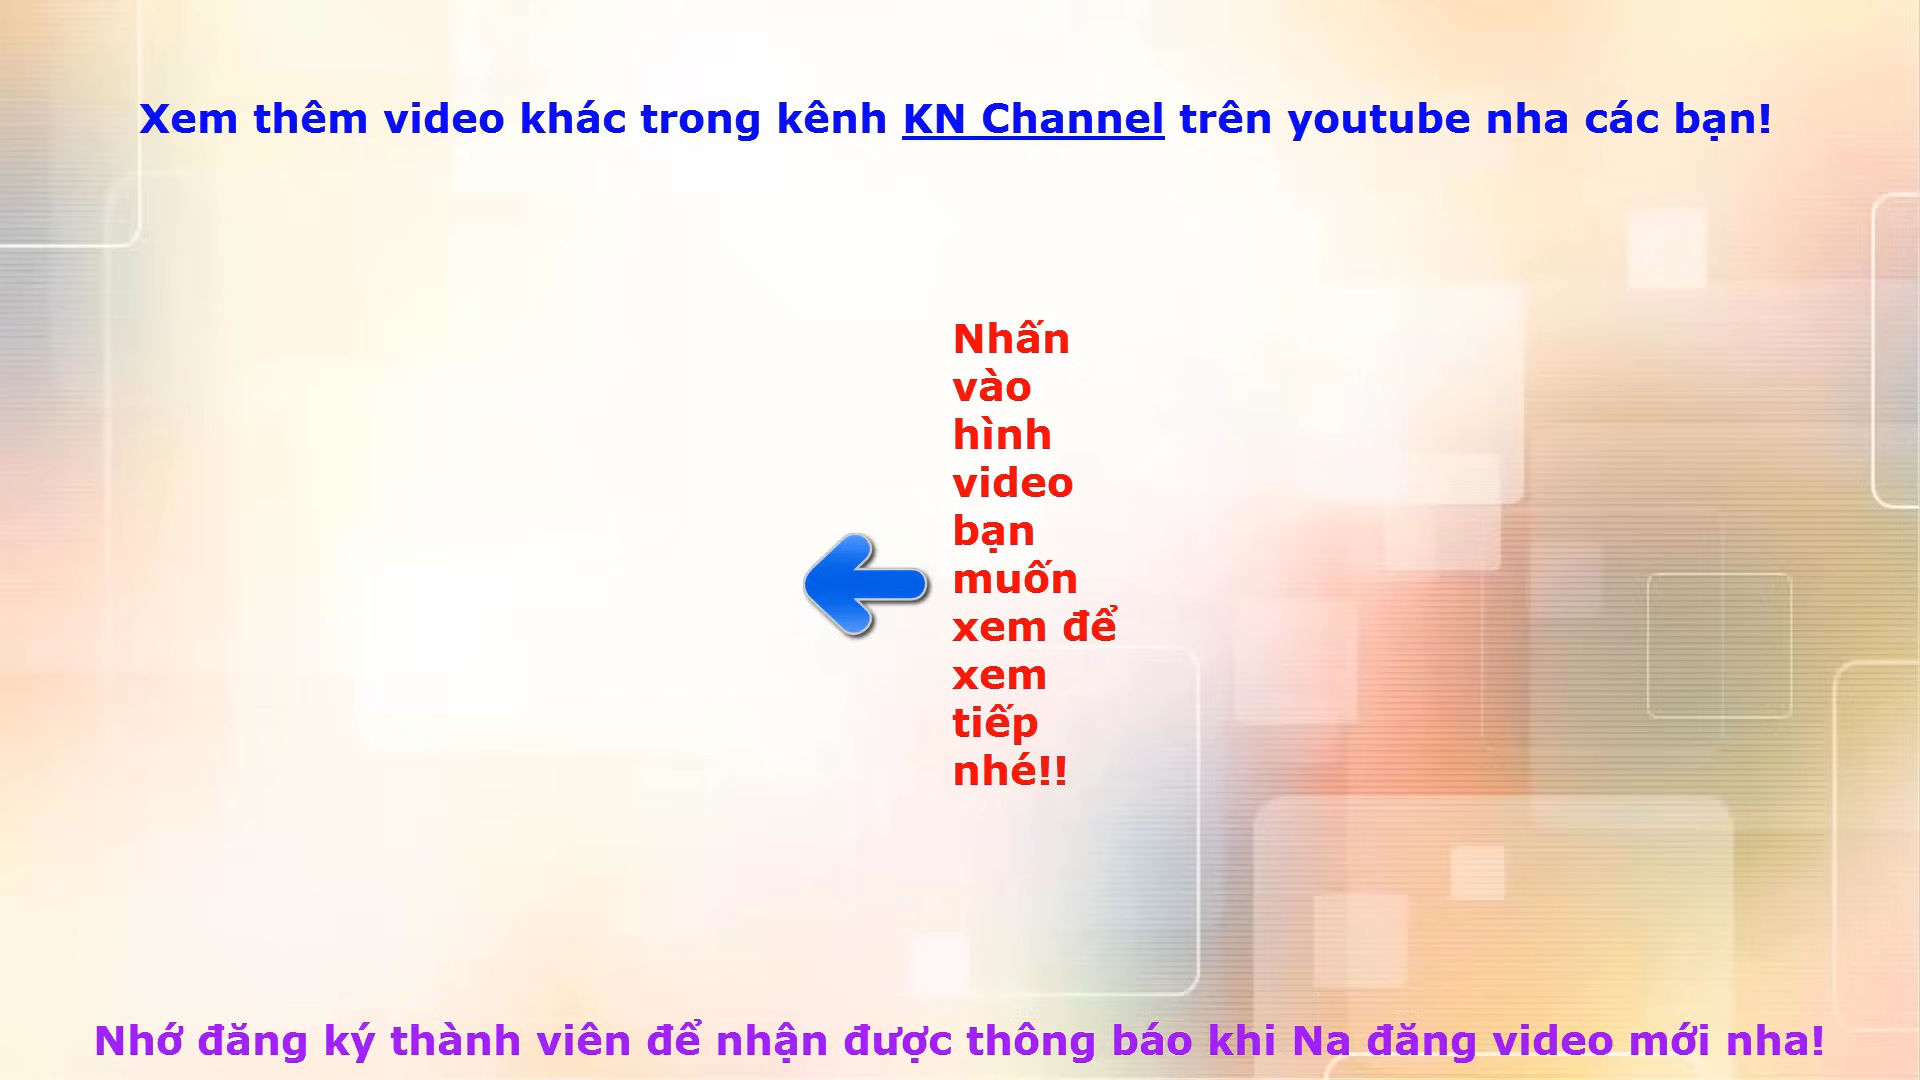 Xem thêm video khác trong kênh KN Channel trên youtube nha các bạn!
Nhấn
vào
hình
video
bạn
muốn
xem để
xem
tiếp
nhé!!
Nhớ đăng ký thành viên để nhận được thông báo khi Na đăng video mới nha!